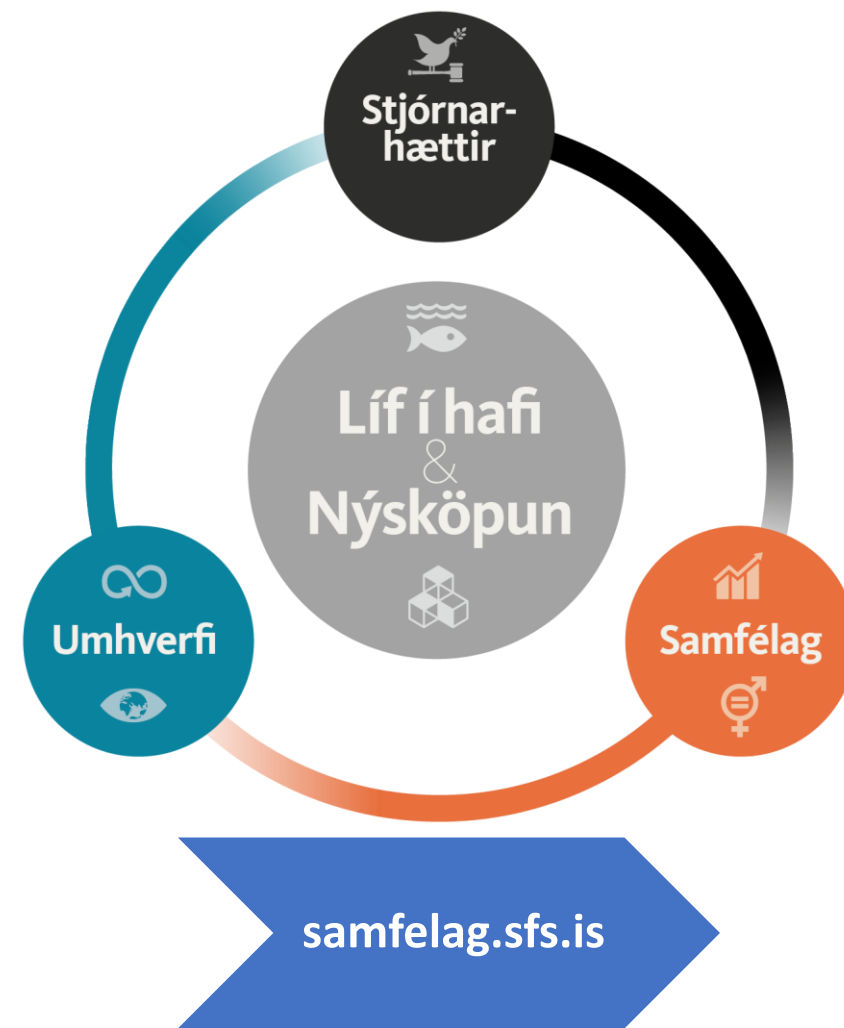 Stjórnar-
hættir
Líf í hafi
&
Nýsköpun
Umhverfi
Samfélag
samfelag.sfs.is